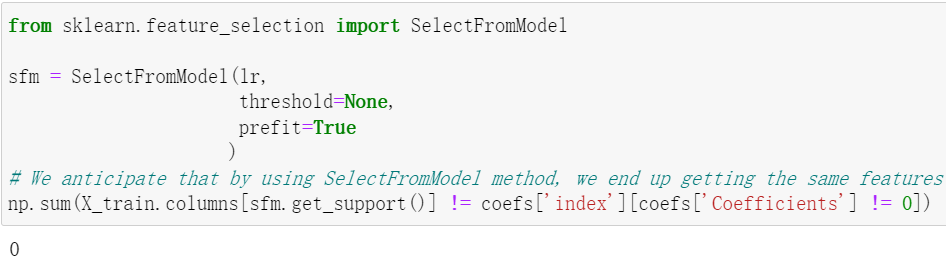 from sklearn.feature_selection import SelectFromModel
sfm = SelectFromModel(lr,
threshold=None,
prefit=True
)
# We anticipate that by using SelectFromModel method, we end up getting the same features
np.sum(X_train.columns[sfm.get_support()] != coefs['index'][coefs['Coefficients'] != 0])
0